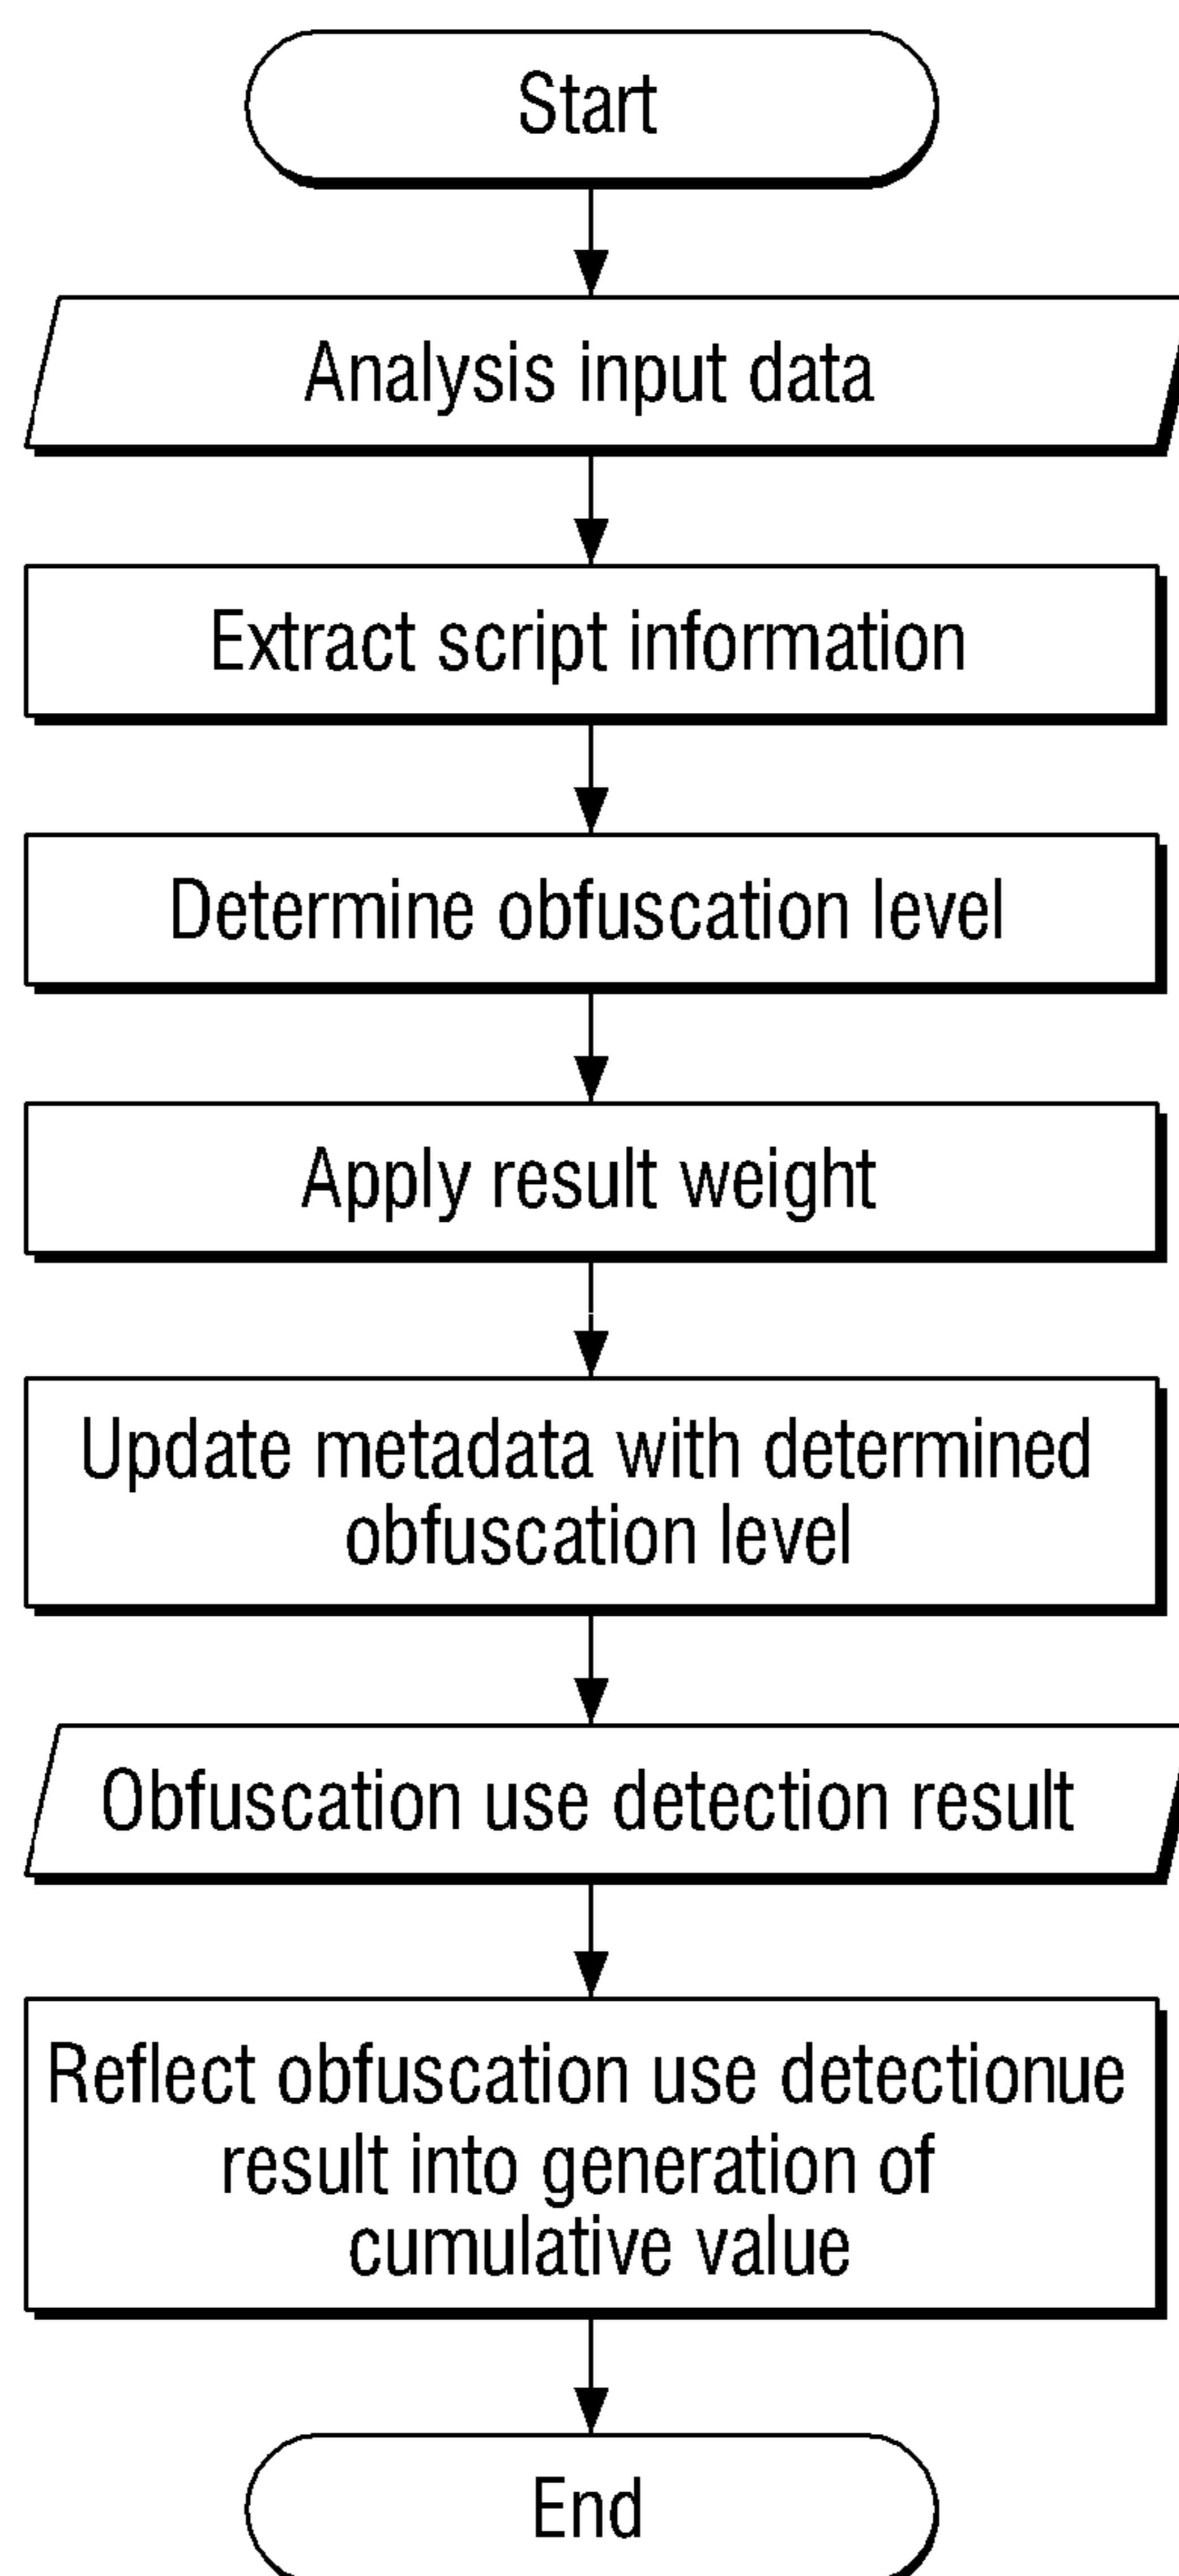 Start
Analysis input data
Extract script information
Determine obfuscation level
Apply result weight
Update metadata with determined
obfuscation level
Obfuscation use detection result
Reflect obfuscation use detectionue
result into generation of
cumulative value
End